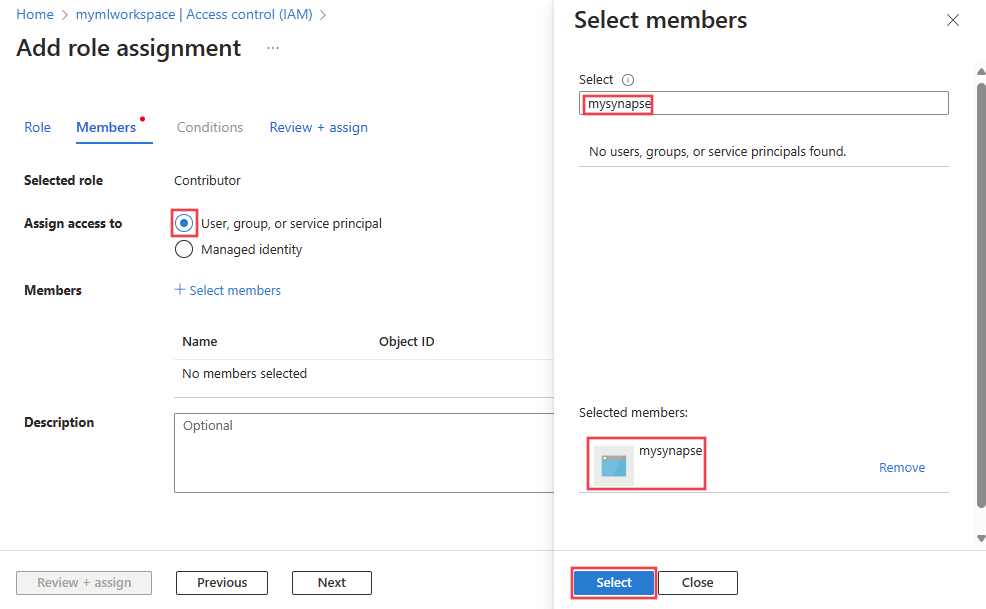 Home > mymlworkspace | Access control (IAM) >
Add role assignment ...
Role Members Conditions Review + assign
Selected role Contributor
Assign access to User, group, or service principal
Managed identity
Members + Select members
Name Object ID
No members selected
Description Optional
Review + assign Previous Next
Select members
Select
mysynapse
No users, groups, or service principals found.
Selected members:
mysynapse
Remove
Select Close